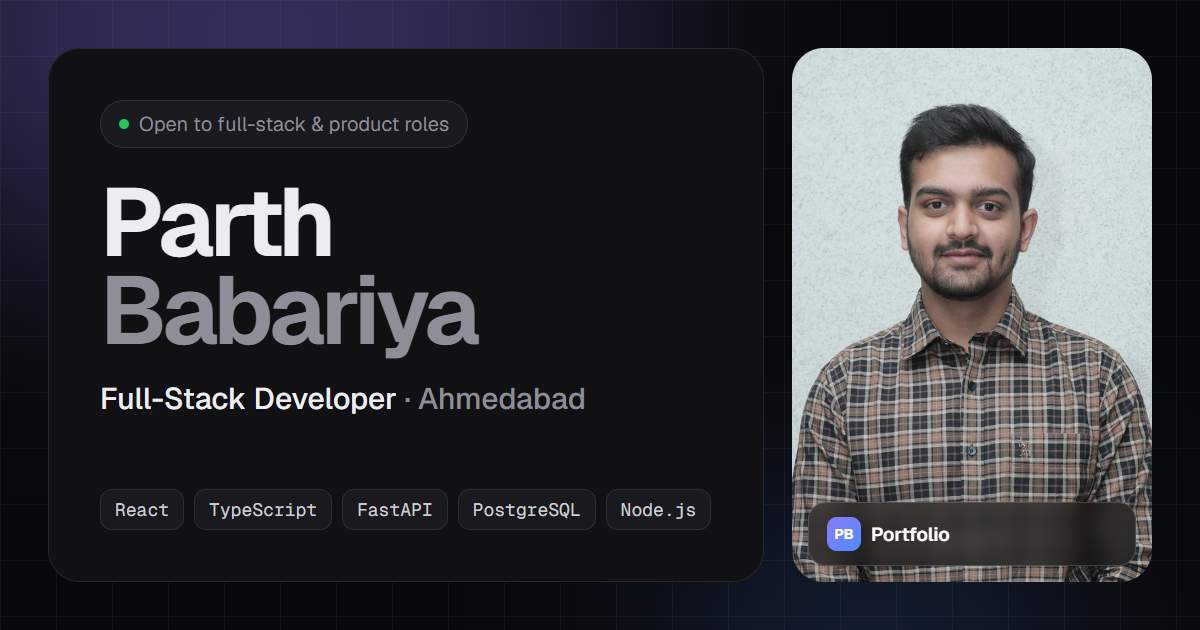 Open to full-stack & product roles
Parth
Babariya
Full-Stack Developer · Ahmedabad
React TypeScript FastAPI PostgreSQL Node.js
PB Portfolio